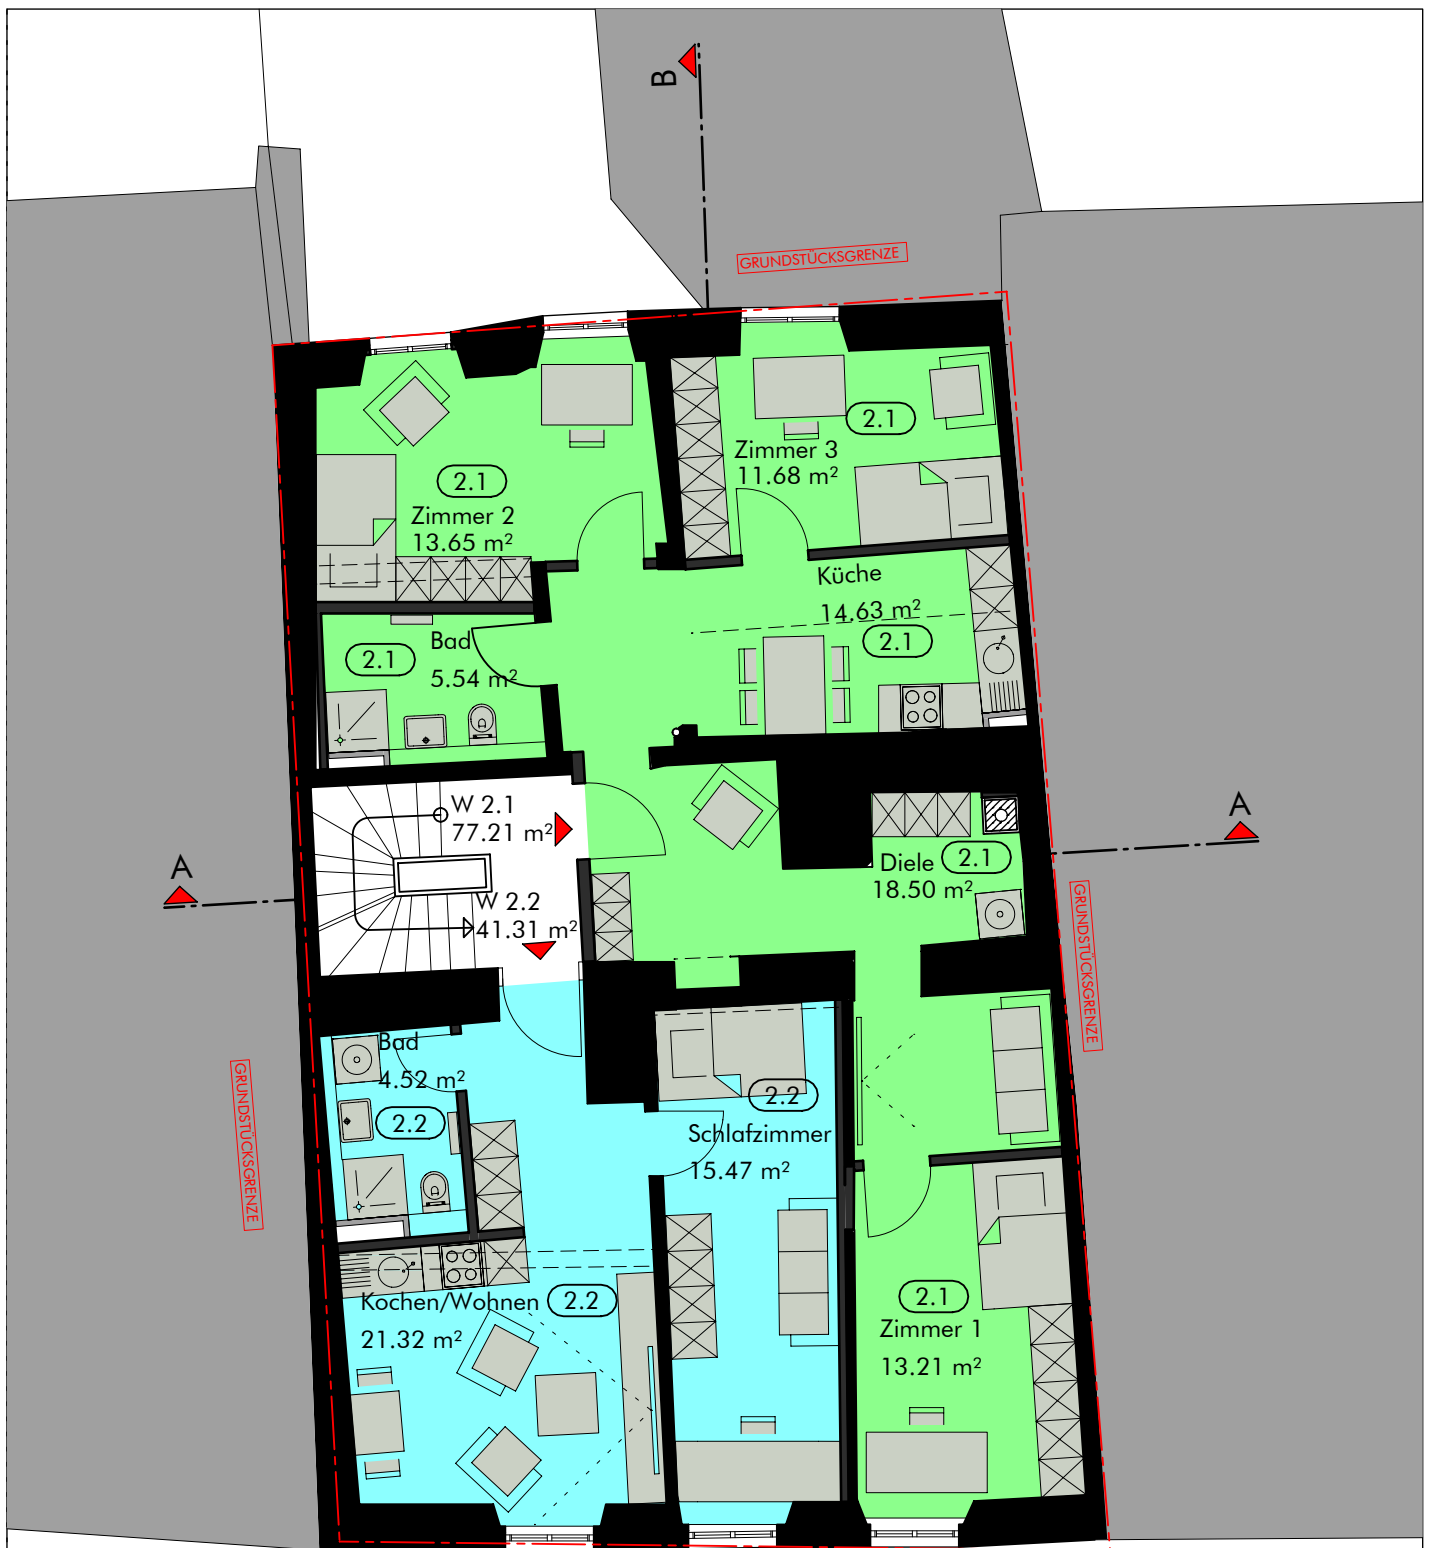 B
GRUNDSTÜCKSGRENZE
2.1
Zimmer 3
11.68 m²
2.1
Zimmer 2
13.65 m²
Küche
14.63 m²
2.1
Bad
2.1
5.54 m²
W 2.1
77.21 m²
A
A
Diele
2.1
18.50 m²
W 2.2
41.31 m²
GRUNDSTÜCKSGRENZE
Bad
4.52 m²
2.2
GRUNDSTÜCKSGRENZE
2.2
Schlafzimmer
15.47 m²
Kochen/Wohnen
2.2
21.32 m²
2.1
Zimmer 1
13.21 m²